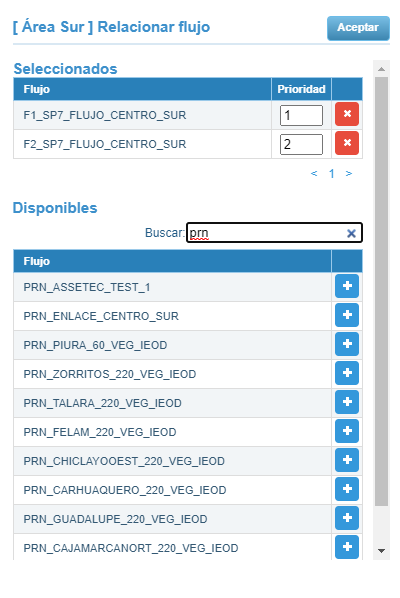 [ Área Sur ] Relacionar flujo
Aceptar
Seleccionados
Flujo Prioridad
F1_SP7_FLUJO_CENTRO_SUR 1
F2_SP7_FLUJO_CENTRO_SUR 2
< 1 >
Disponibles
Buscar: prn
Flujo
PRN_ASSETEC_TEST_1
PRN_ENLACE_CENTRO_SUR
PRN_PIURA_60_VEG_IEOD
PRN_ZORRITOS_220_VEG_IEOD
PRN_TALARA_220_VEG_IEOD
PRN_FELAM_220_VEG_IEOD
PRN_CHICLAYOOEST_220_VEG_IEOD
PRN_CARHUAQUERO_220_VEG_IEOD
PRN_GUADALUPE_220_VEG_IEOD
PRN_CAJAMARCANORT_220_VEG_IEOD